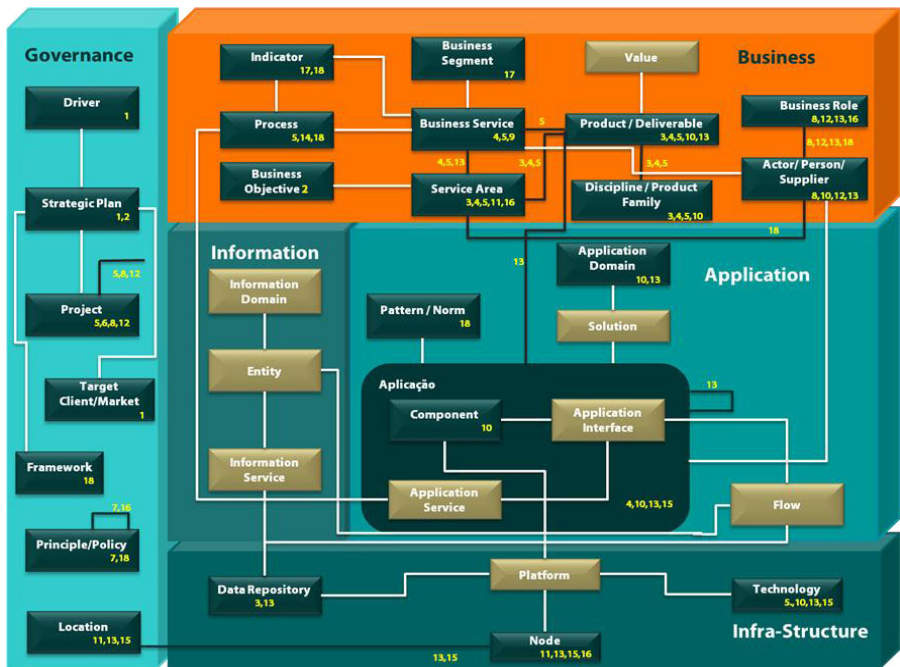 Governance
Driver
1
Strategic Plan
1,2
5,8,12
Project
5,6,8,12
Target
Client/Market
1
Framework
18
7,16
Principle/Policy
7,18
Location
11,13,15
Business
Indicator
17,18
Business
Segment
17
Value
Process
5,14,18
Business Service
4,5,9
5
Product / Deliverable
3,4,5,10,13
Business Role
8,12,13,16
8,12,13,18
4,5,13
3,4,5
3,4,5
Business
Objective 2
Service Area
3,4,5,11,16
Discipline / Product
Family
3,4,5,10
Actor/ Person/
Supplier
8,10,12,13
18
13
Information
Information
Domain
Entity
Information
Service
Application
Application
Domain
10,13
Pattern / Norm
18
Solution
Aplicação
13
Component
10
Application
Interface
Application
Service
4,10,13,15
Flow
Data Repository
3,13
Platform
Technology
5.,10,13,15
Node
11,13,15,16
13,15
Infra-Structure